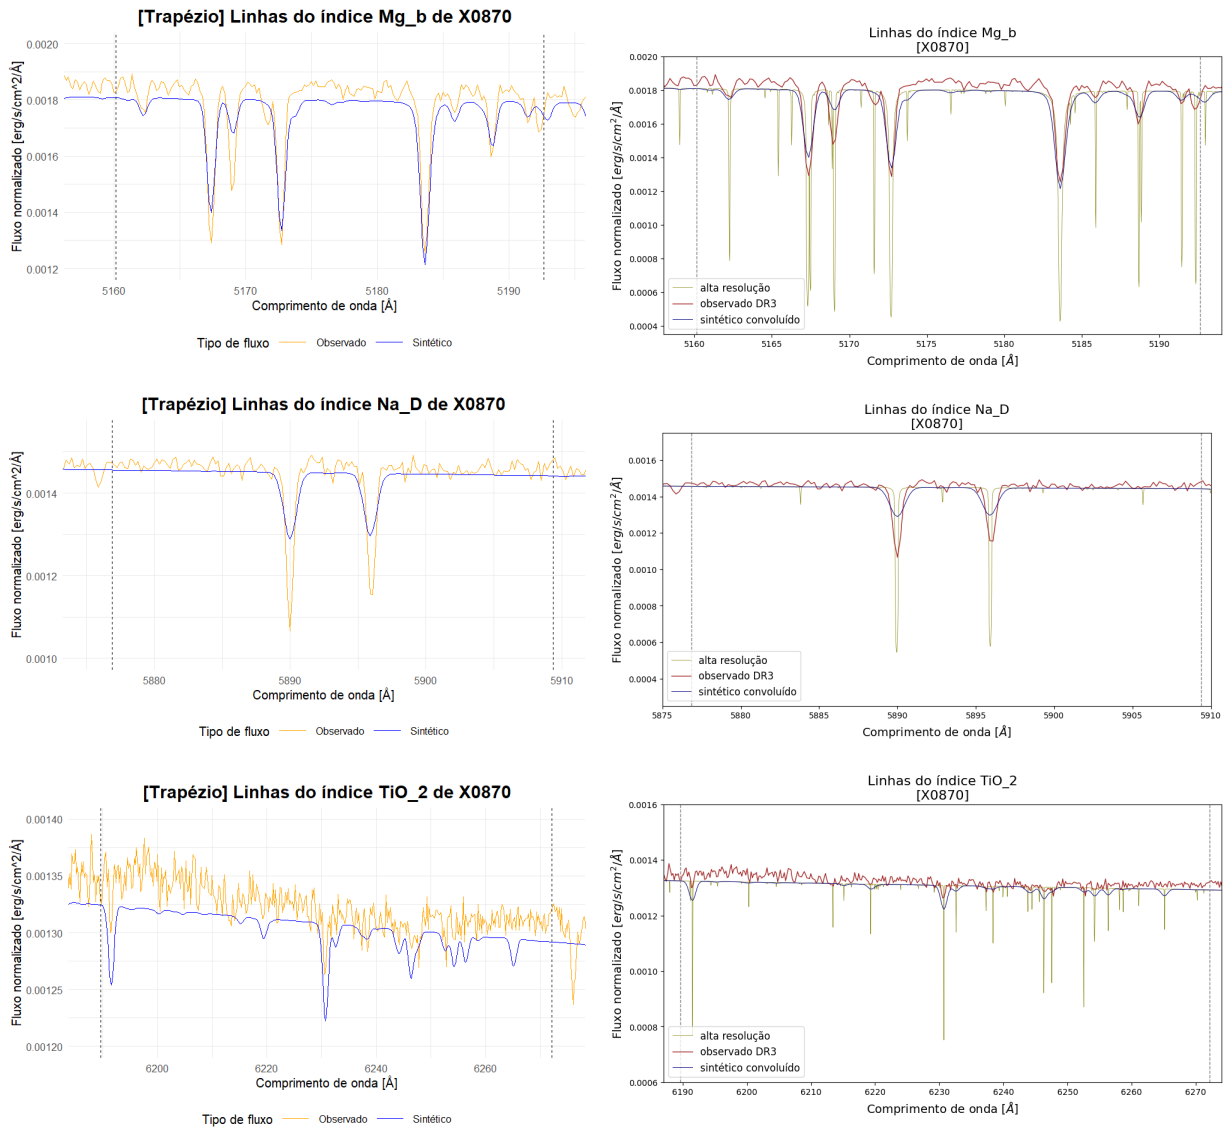 [Trapézio] Linhas do índice Mg_b de X0870
Fluxo normalizado [erg/s/cm^2/Å]
0.0020
0.0018
0.0016
0.0014
0.0012
5160 5170 5180 5190
Comprimento de onda [Å]
Tipo de fluxo Observado Sintético
Linhas do índice Mg_b
[X0870]
Fluxo normalizado [erg/s/cm²/Å]
0.0020
0.0018
0.0016
0.0014
0.0012
0.0010
0.0008
0.0006
0.0004
alta resolução
observado DR3
sintético convoluído
5160 5165 5170 5175 5180 5185 5190
Comprimento de onda [Å]
[Trapézio] Linhas do índice Na_D de X0870
Fluxo normalizado [erg/s/cm^2/Å]
0.0014
0.0012
0.0010
5880 5890 5900 5910
Comprimento de onda [Å]
Tipo de fluxo Observado Sintético
Linhas do índice Na_D
[X0870]
Fluxo normalizado [erg/s/cm²/Å]
0.0016
0.0014
0.0012
0.0010
0.0008
0.0006
0.0004
alta resolução
observado DR3
sintético convoluído
5875 5880 5885 5890 5895 5900 5905 5910
Comprimento de onda [Å]
[Trapézio] Linhas do índice TiO_2 de X0870
Fluxo normalizado [erg/s/cm^2/Å]
0.00140
0.00135
0.00130
0.00125
0.00120
6200 6220 6240 6260
Comprimento de onda [Å]
Tipo de fluxo Observado Sintético
Linhas do índice TiO_2
[X0870]
Fluxo normalizado [erg/s/cm²/Å]
0.0016
0.0014
0.0012
0.0010
0.0008
0.0006
alta resolução
observado DR3
sintético convoluído
6190 6200 6210 6220 6230 6240 6250 6260 6270
Comprimento de onda [Å]